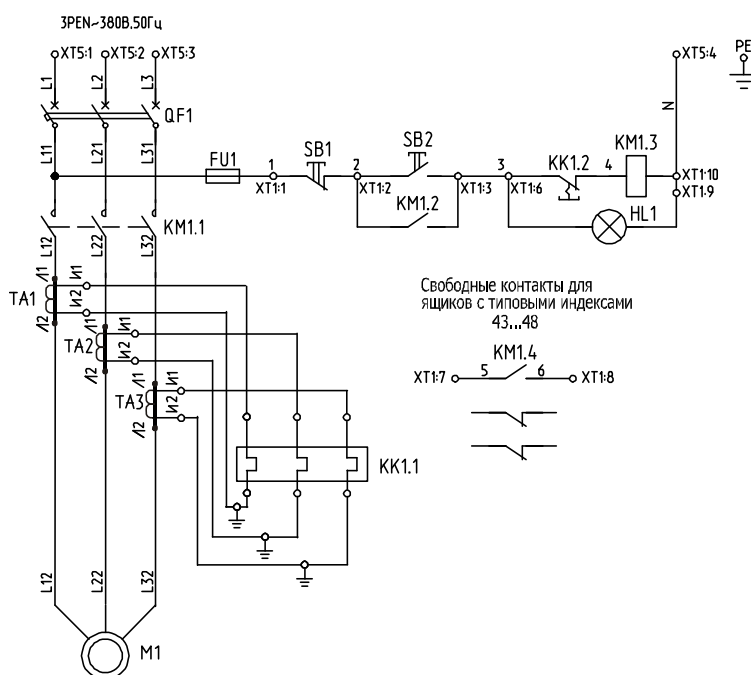 3PEN~380В,50Гц
XT5:1
XT5:2
XT5:3
XT5:4
PE
L1
L2
L3
QF1
N
L11
L21
L31
FU1
1
XT1:1
SB1
2
XT1:2
SB2
XT1:3
KM1.2
3
XT1:6
KK1.2
4
KM1.3
XT1:10
XT1:9
HL1
KM1.1
L12
L22
L32
TA1
Л1
Л2
И1
И2
TA2
Л1
Л2
И1
И2
TA3
Л1
Л2
И1
И2
Свободные контакты для
ящиков с типовыми индексами
43...48
KM1.4
XT1:7
5
6
XT1:8
KK1.1
L12
L22
L32
M1